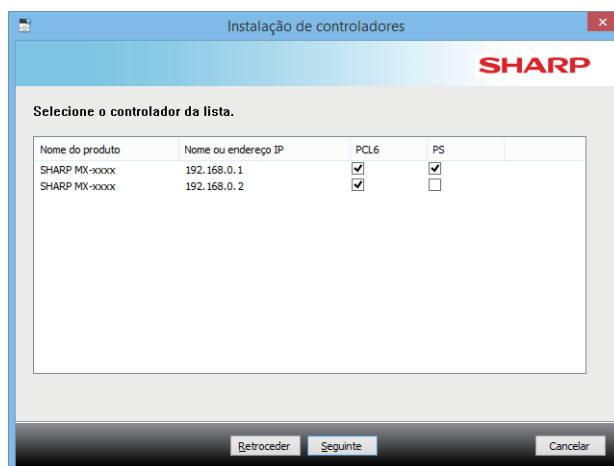 Instalação de controladores
SHARP
Selecione o controlador da lista.
Nome do produto Nome ou endereço IP PCL6 PS
SHARP MX-xxxx 192.168.0.1
SHARP MX-xxxx 192.168.0.2
Retroceder Seguinte Cancelar